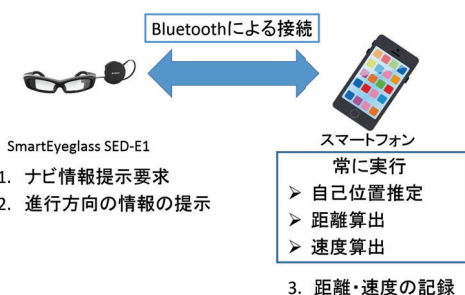 Bluetoothによる接続
SmartEyeglass SED-E1
1. ナビ情報提示要求
2. 進行方向の情報の提示
スマートフォン
常に実行
➢ 自己位置推定
➢ 距離算出
➢ 速度算出
3. 距離・速度の記録